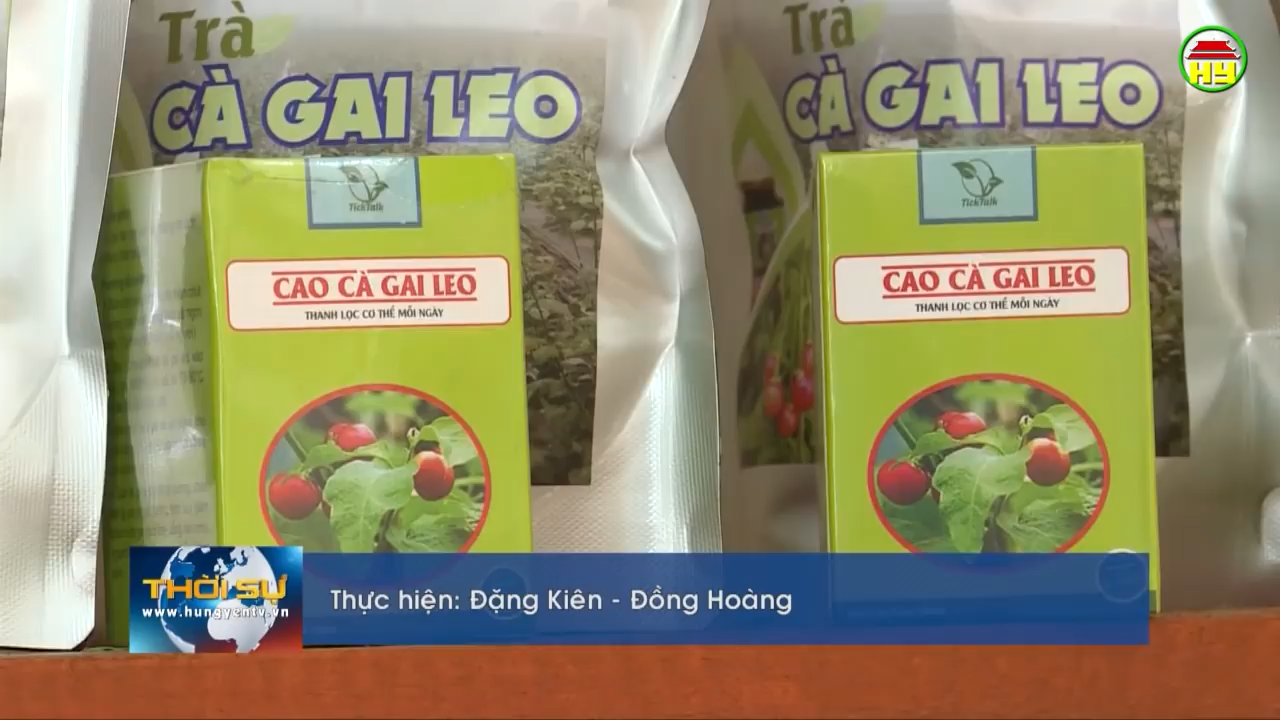 Trà
CÀ GAI LEO
Trà
CÀ GAI LEO
HY
TickTalk
CAO CÀ GAI LEO
THANH LỌC CƠ THỂ MỖI NGÀY
TickTalk
CAO CÀ GAI LEO
THANH LỌC CƠ THỂ MỖI NGÀY
THỜI SỰ
www.hungyentv.vn
Thực hiện: Đặng Kiên - Đồng Hoàng